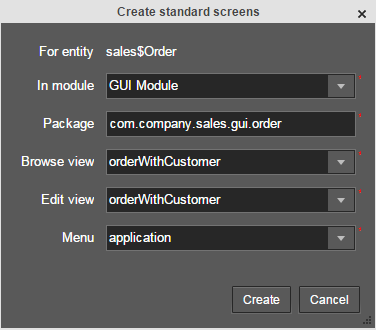 Create standard screens
For entity sales$Order
In module GUI Module *
Package com.company.sales.gui.order *
Browse view orderWithCustomer *
Edit view orderWithCustomer *
Menu application *
Create Cancel